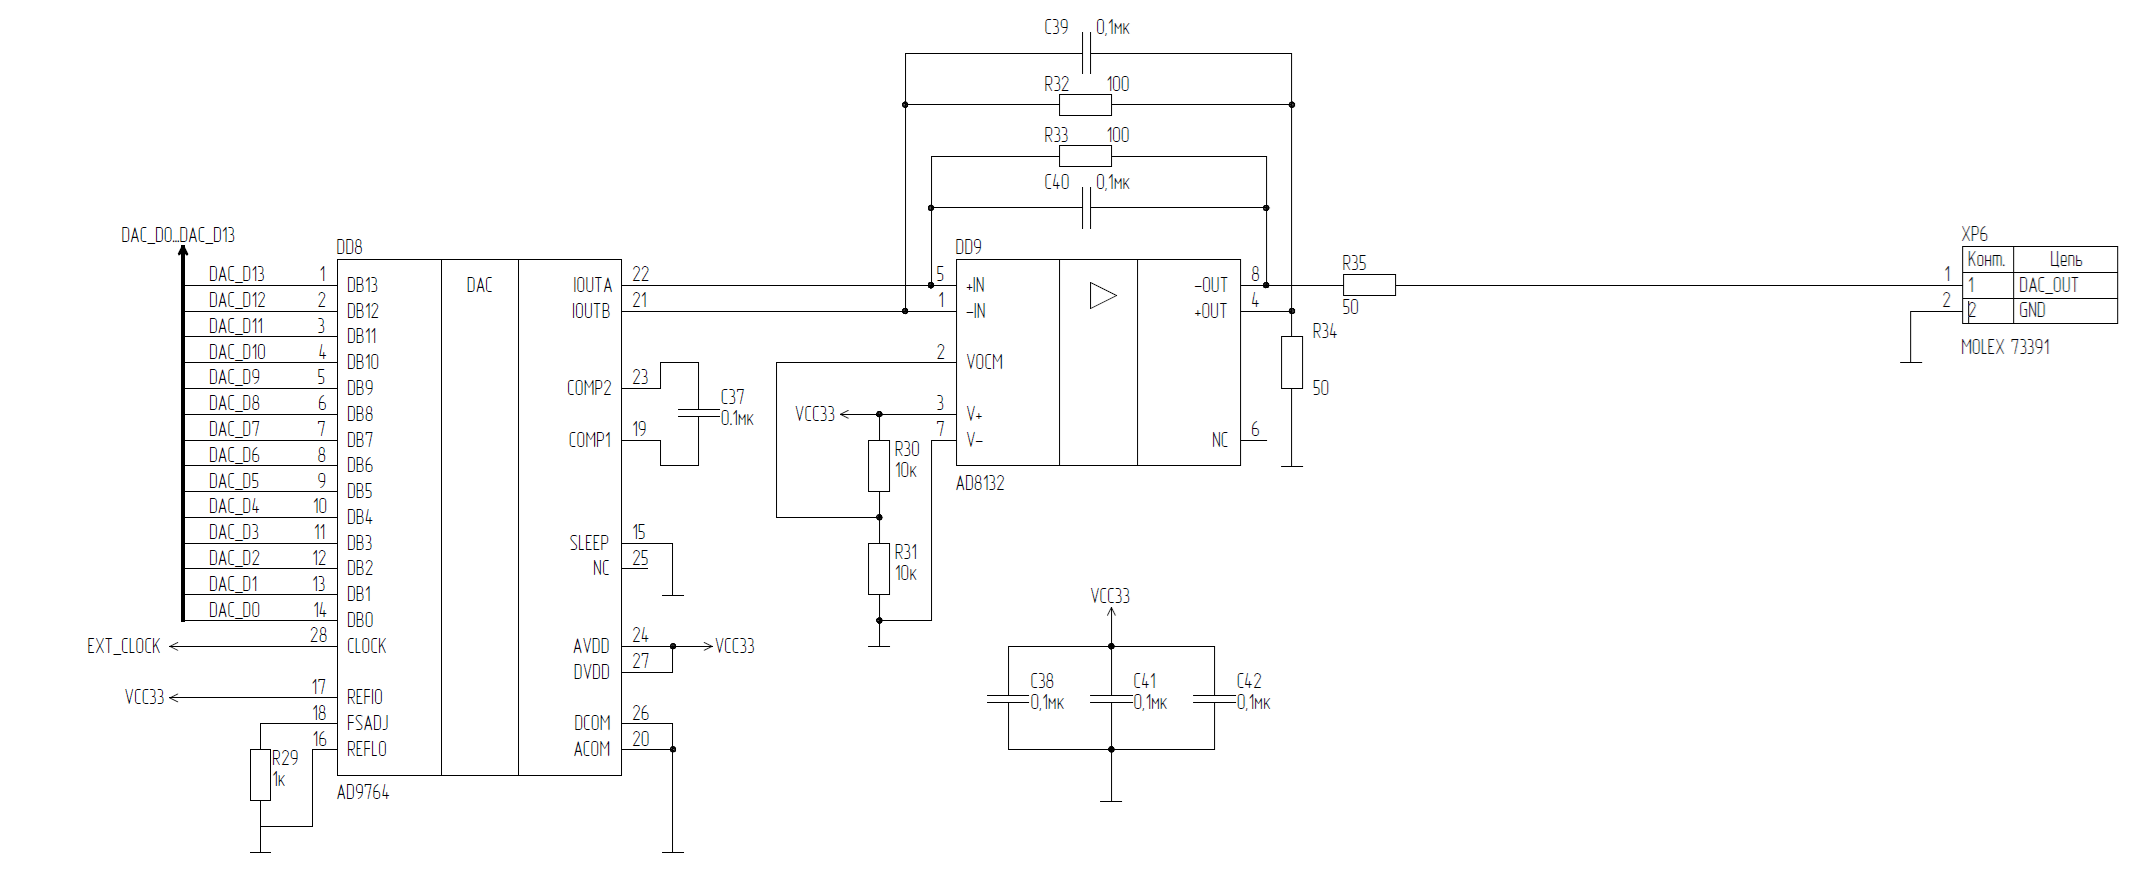 C39 0,1мк
R32 100
R33 100
C40 0,1мк
DAC_D0...DAC_D13
DD8
DAC_D13 1 DB13
DAC_D12 2 DB12
DAC_D11 3 DB11
DAC_D10 4 DB10
DAC_D9 5 DB9
DAC_D8 6 DB8
DAC_D7 7 DB7
DAC_D6 8 DB6
DAC_D5 9 DB5
DAC_D4 10 DB4
DAC_D3 11 DB3
DAC_D2 12 DB2
DAC_D1 13 DB1
DAC_D0 14 DB0
EXT_CLOCK 28 CLOCK
VCC33 17 REFIO
18 FSADJ
16 REFLO
R29
1к
DAC
IOUTA 22
IOUTB 21
COMP2 23
COMP1 19
C37
0.1мк
SLEEP 15
NC 25
AVDD 24 VCC33
DVDD 27
DCOM 26
ACOM 20
AD9764
DD9
5 +IN
1 -IN
2 VOCM
VCC33 3 V+
7 V-
-OUT 8
+OUT 4
NC 6
AD8132
R30
10к
R31
10к
R35
50
R34
50
VCC33
C38
0,1мк
C41
0,1мк
C42
0,1мк
XP6
Конт. Цепь
1 1 DAC_OUT
2 2 GND
MOLEX 73391